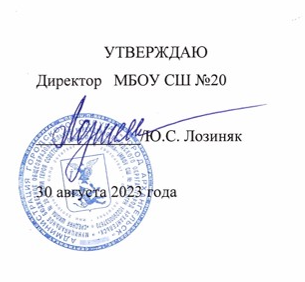 УТВЕРЖДАЮ
Директор МБОУ СШ №20
Ю.С. Лозиняк
30 августа 2023 года